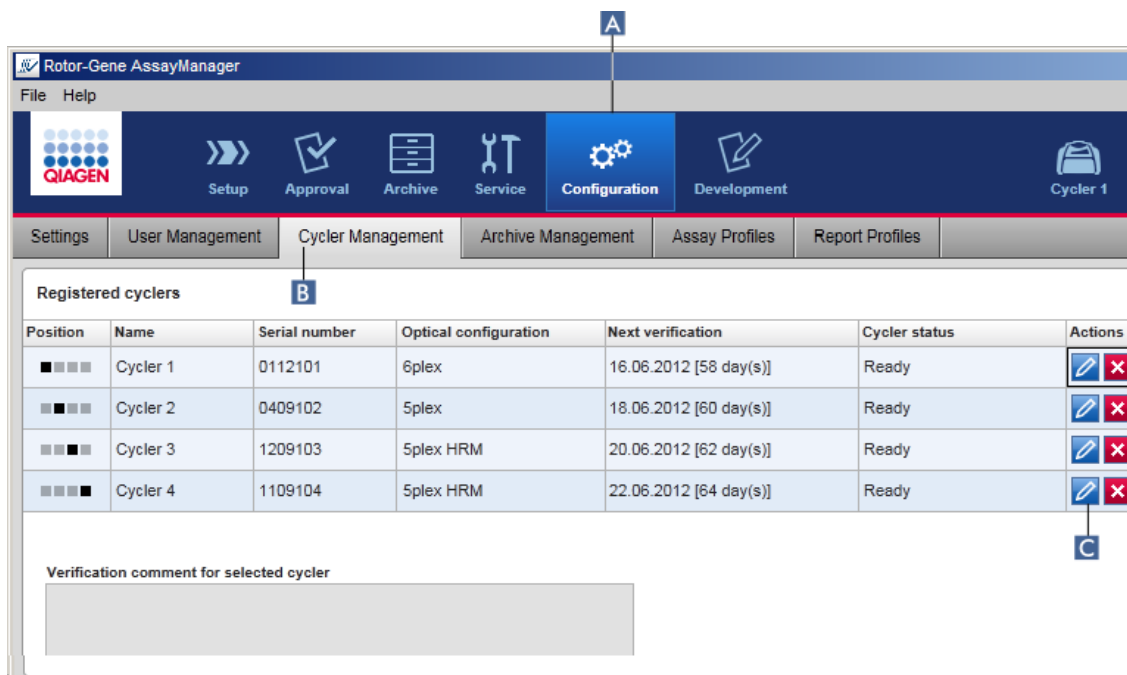 A
Rotor-Gene AssayManager
File Help
QIAGEN
Setup Approval Archive Service Configuration Development Cycler 1
Settings User Management Cycler Management Archive Management Assay Profiles Report Profiles
B
Registered cyclers
Position Name Serial number Optical configuration Next verification Cycler status Actions
Cycler 1 0112101 6plex 16.06.2012 [58 day(s)] Ready
Cycler 2 0409102 5plex 18.06.2012 [60 day(s)] Ready
Cycler 3 1209103 5plex HRM 20.06.2012 [62 day(s)] Ready
Cycler 4 1109104 5plex HRM 22.06.2012 [64 day(s)] Ready
C
Verification comment for selected cycler